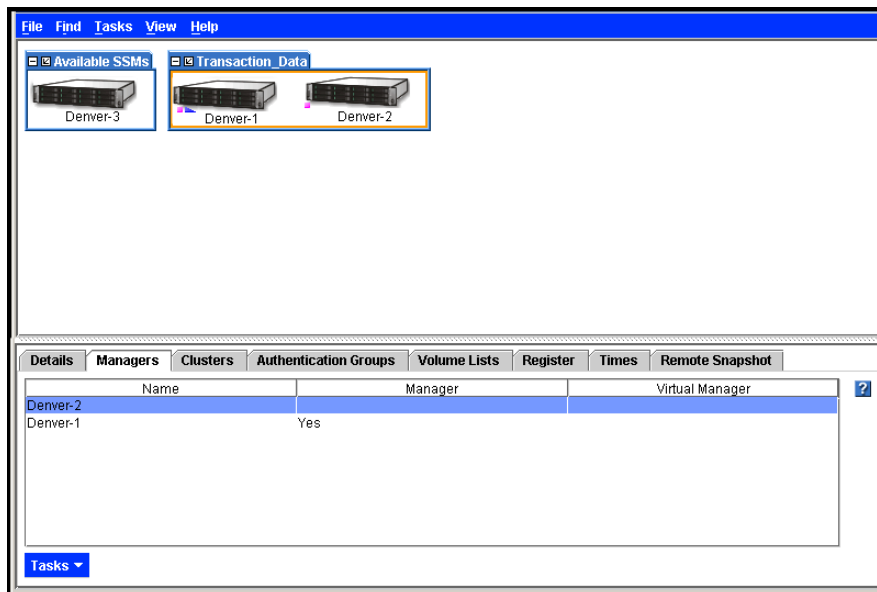 File Find Tasks View Help
Available SSMs Transaction_Data
Denver-3 Denver-1 Denver-2
Details Managers Clusters Authentication Groups Volume Lists Register Times Remote Snapshot
Name Manager Virtual Manager
?
Denver-2
Denver-1 Yes
Tasks